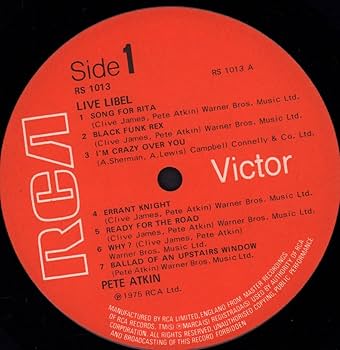 Side 1
RS 1013
RS 1013 A
LIVE LIBEL
1 SONG FOR RITA
(Clive James, Pete Atkin) Warner Bros. Music Ltd.
2 BLACK FUNK REX
(Clive James, Pete Atkin) Warner Bros. Music Ltd.
3 I'M CRAZY OVER YOU
(A.Sherman, A.Lewis) Campbell Connelly & Co. Ltd.
RCA
Victor
4 ERRANT KNIGHT
(Clive James, Pete Atkin) Warner Bros. Music Ltd.
5 READY FOR THE ROAD
(Clive James, Pete Atkin) Warner Bros. Music Ltd.
6 WHY? (Clive James, Pete Atkin)
Warner Bros. Music Ltd.
7 BALLAD OF AN UPSTAIRS WINDOW
(Clive James, Pete Atkin) Warner Bros. Music Ltd.
PETE ATKIN
℗ 1975 RCA Ltd.
MANUFACTURED BY RCA LIMITED, ENGLAND FROM MASTER RECORDINGS
OF RCA RECORDS. TM(S) ® MARCA(S) REGISTRADA(S) USED BY AUTHORITY OF RCA
CORPORATION. ALL RIGHTS RESERVED. UNAUTHORISED COPYING, PUBLIC PERFORMANCE
AND BROADCASTING OF THIS RECORD FORBIDDEN